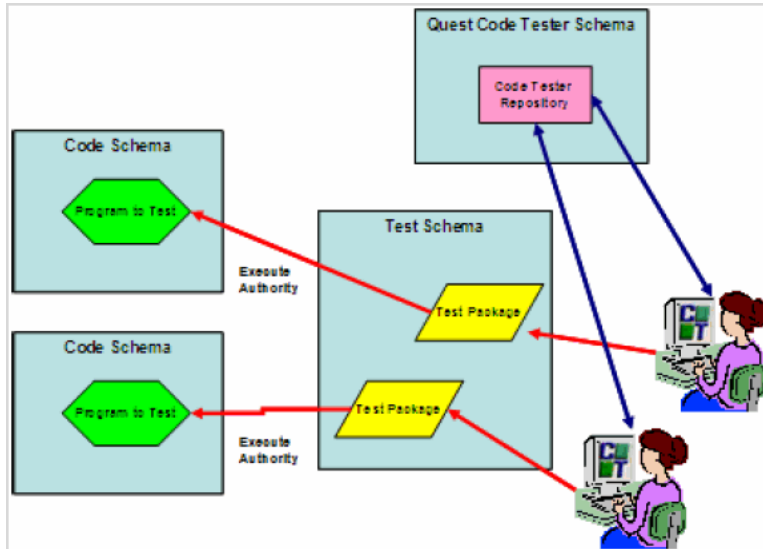 Quest Code Tester Schema
Code Tester
Repository
Code Schema
Program to Test
Test Schema
Execute
Authority
Test Package
Code Schema
Program to Test
Test Package
Execute
Authority
C
T
C
T